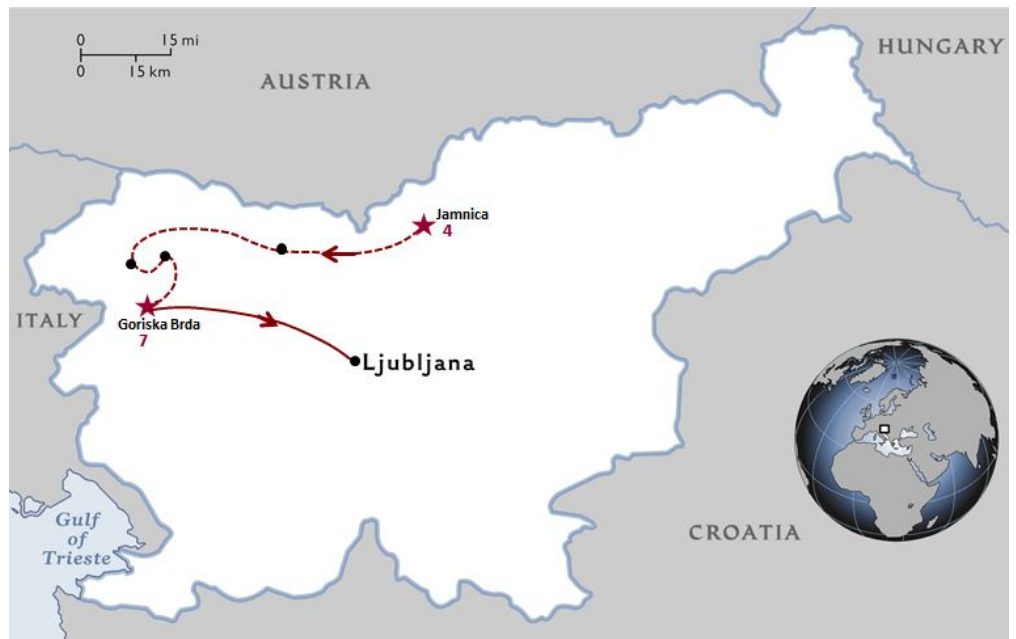 0 15 mi
0 15 km
AUSTRIA
HUNGARY
Jamnica
4
ITALY
Goriska Brda
7
Ljubljana
Gulf
of
Trieste
CROATIA